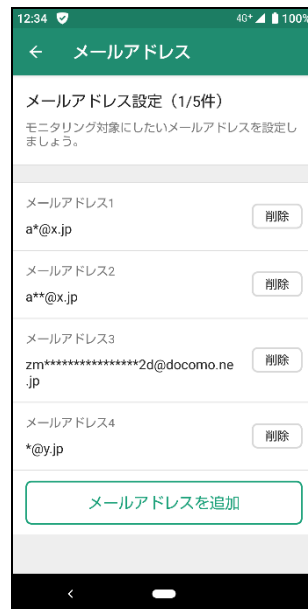 12:34 4G+ 100%
← メールアドレス
メールアドレス設定（1/5件）
モニタリング対象にしたいメールアドレスを設定し
ましょう。
メールアドレス1
a*@x.jp
削除
メールアドレス2
a**@x.jp
削除
メールアドレス3
zm****************2d@docomo.ne
.jp
削除
メールアドレス4
*@y.jp
削除
メールアドレスを追加